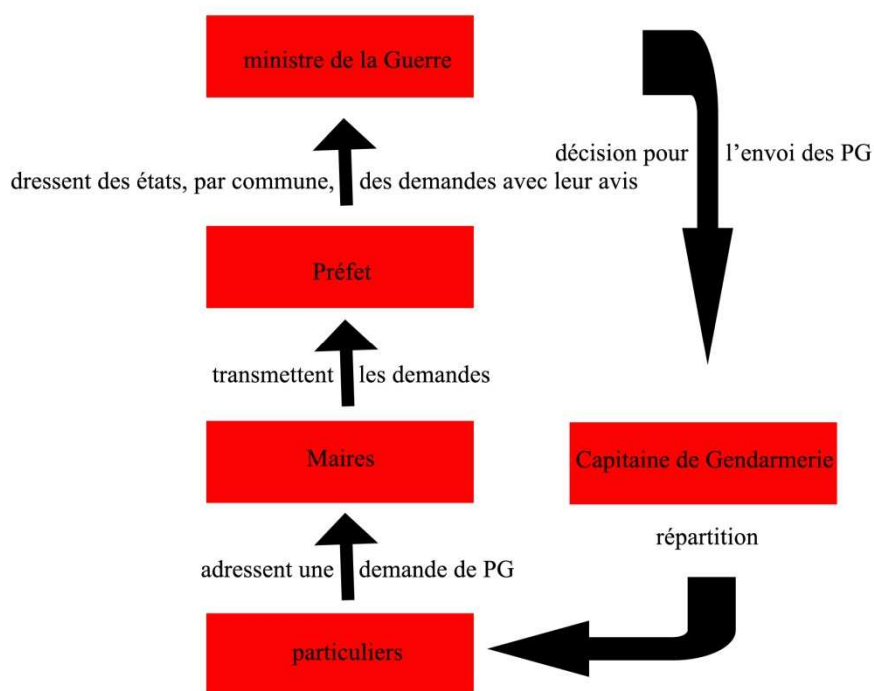 ministre de la Guerre
décision pour l’envoi des PG
dressent des états, par commune, des demandes avec leur avis
Préfet
transmettent les demandes
Maires
Capitaine de Gendarmerie
répartition
adressent une demande de PG
particuliers